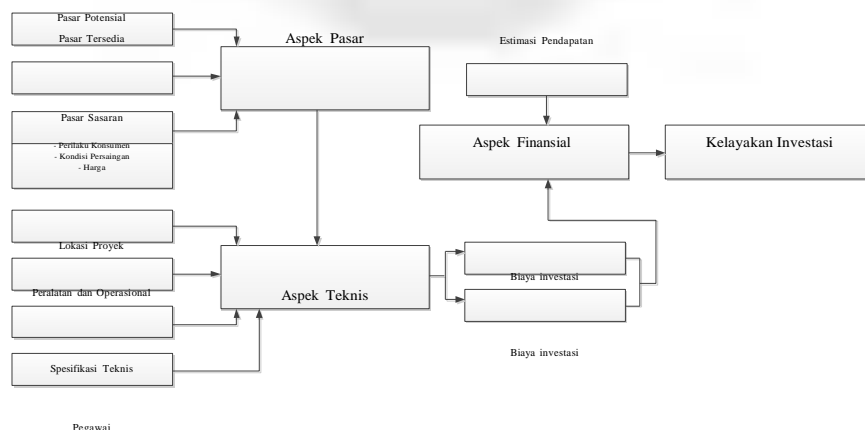 Pasar Potensial
Pasar Tersedia
Aspek Pasar
Estimasi Pendapatan
Pasar Sasaran
- Perilaku Konsumen
- Kondisi Persaingan
- Harga
Aspek Finansial
Kelayakan Investasi
Lokasi Proyek
Peralatan dan Operasional
Aspek Teknis
Biaya investasi
Biaya investasi
Spesifikasi Teknis
Pegawai